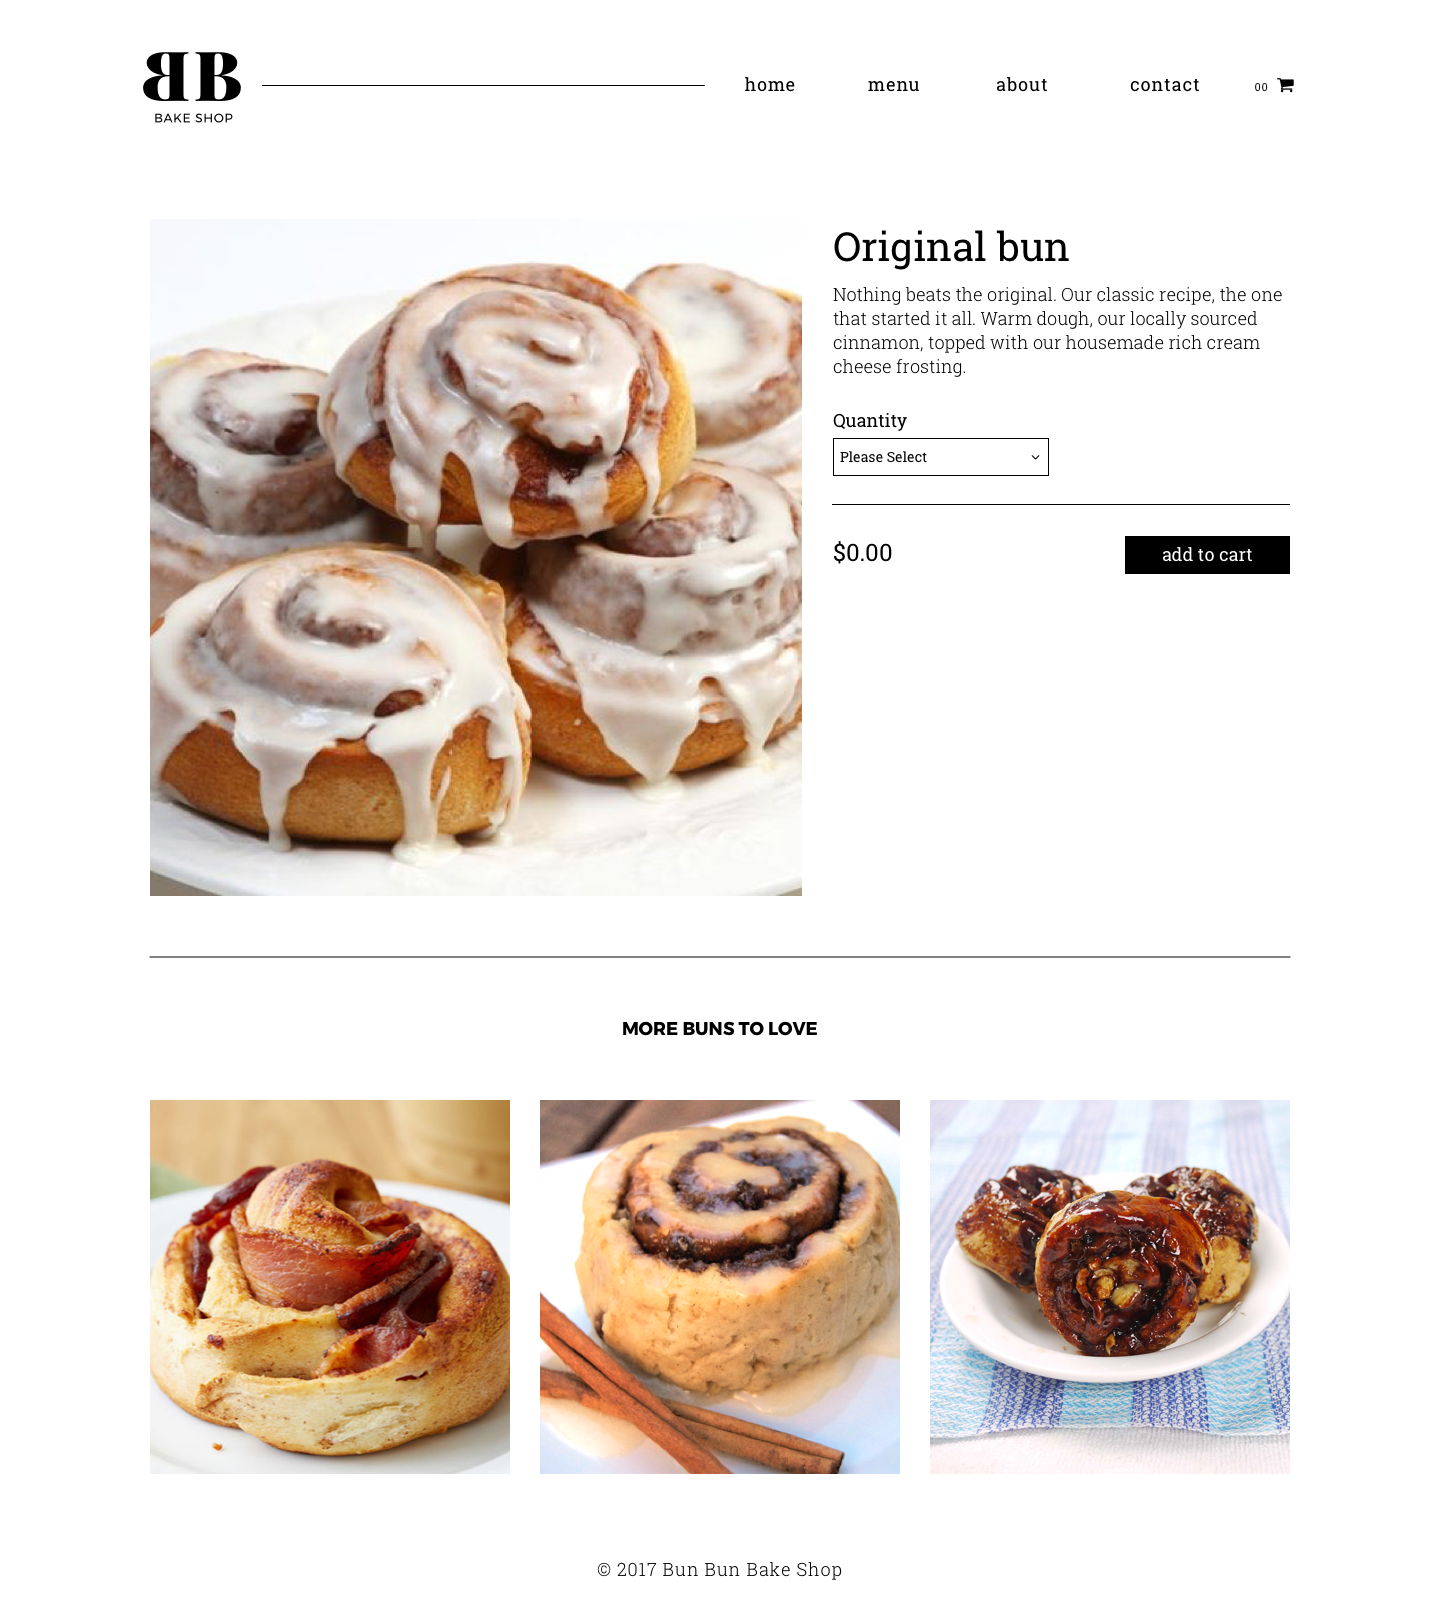 BB
BAKE SHOP
home menu about contact 00
Original bun
Nothing beats the original. Our classic recipe, the one
that started it all. Warm dough, our locally sourced
cinnamon, topped with our housemade rich cream
cheese frosting.
Quantity
Please Select
$0.00 add to cart
MORE BUNS TO LOVE
© 2017 Bun Bun Bake Shop